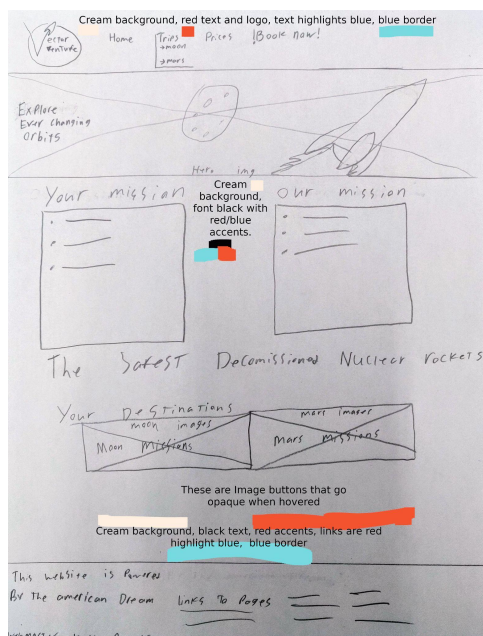 Cream background, red text and logo, text highlights blue, blue border
Vector
venture
Home
Trips
→moon
→mars
Prices
!Book Now!
Explore
Ever changing
Orbits
Hero img
Your mission
Our mission
Cream
background,
font black with
red/blue
accents.
The Safest Decomissioned Nuclear rockets
Your Destinations
moon images
mars images
Moon missions
Mars missions
These are Image buttons that go
opaque when hovered
Cream background, black text, red accents, links are red
highlight blue, blue border
This website is Powered
By The american Dream
Links To Pages